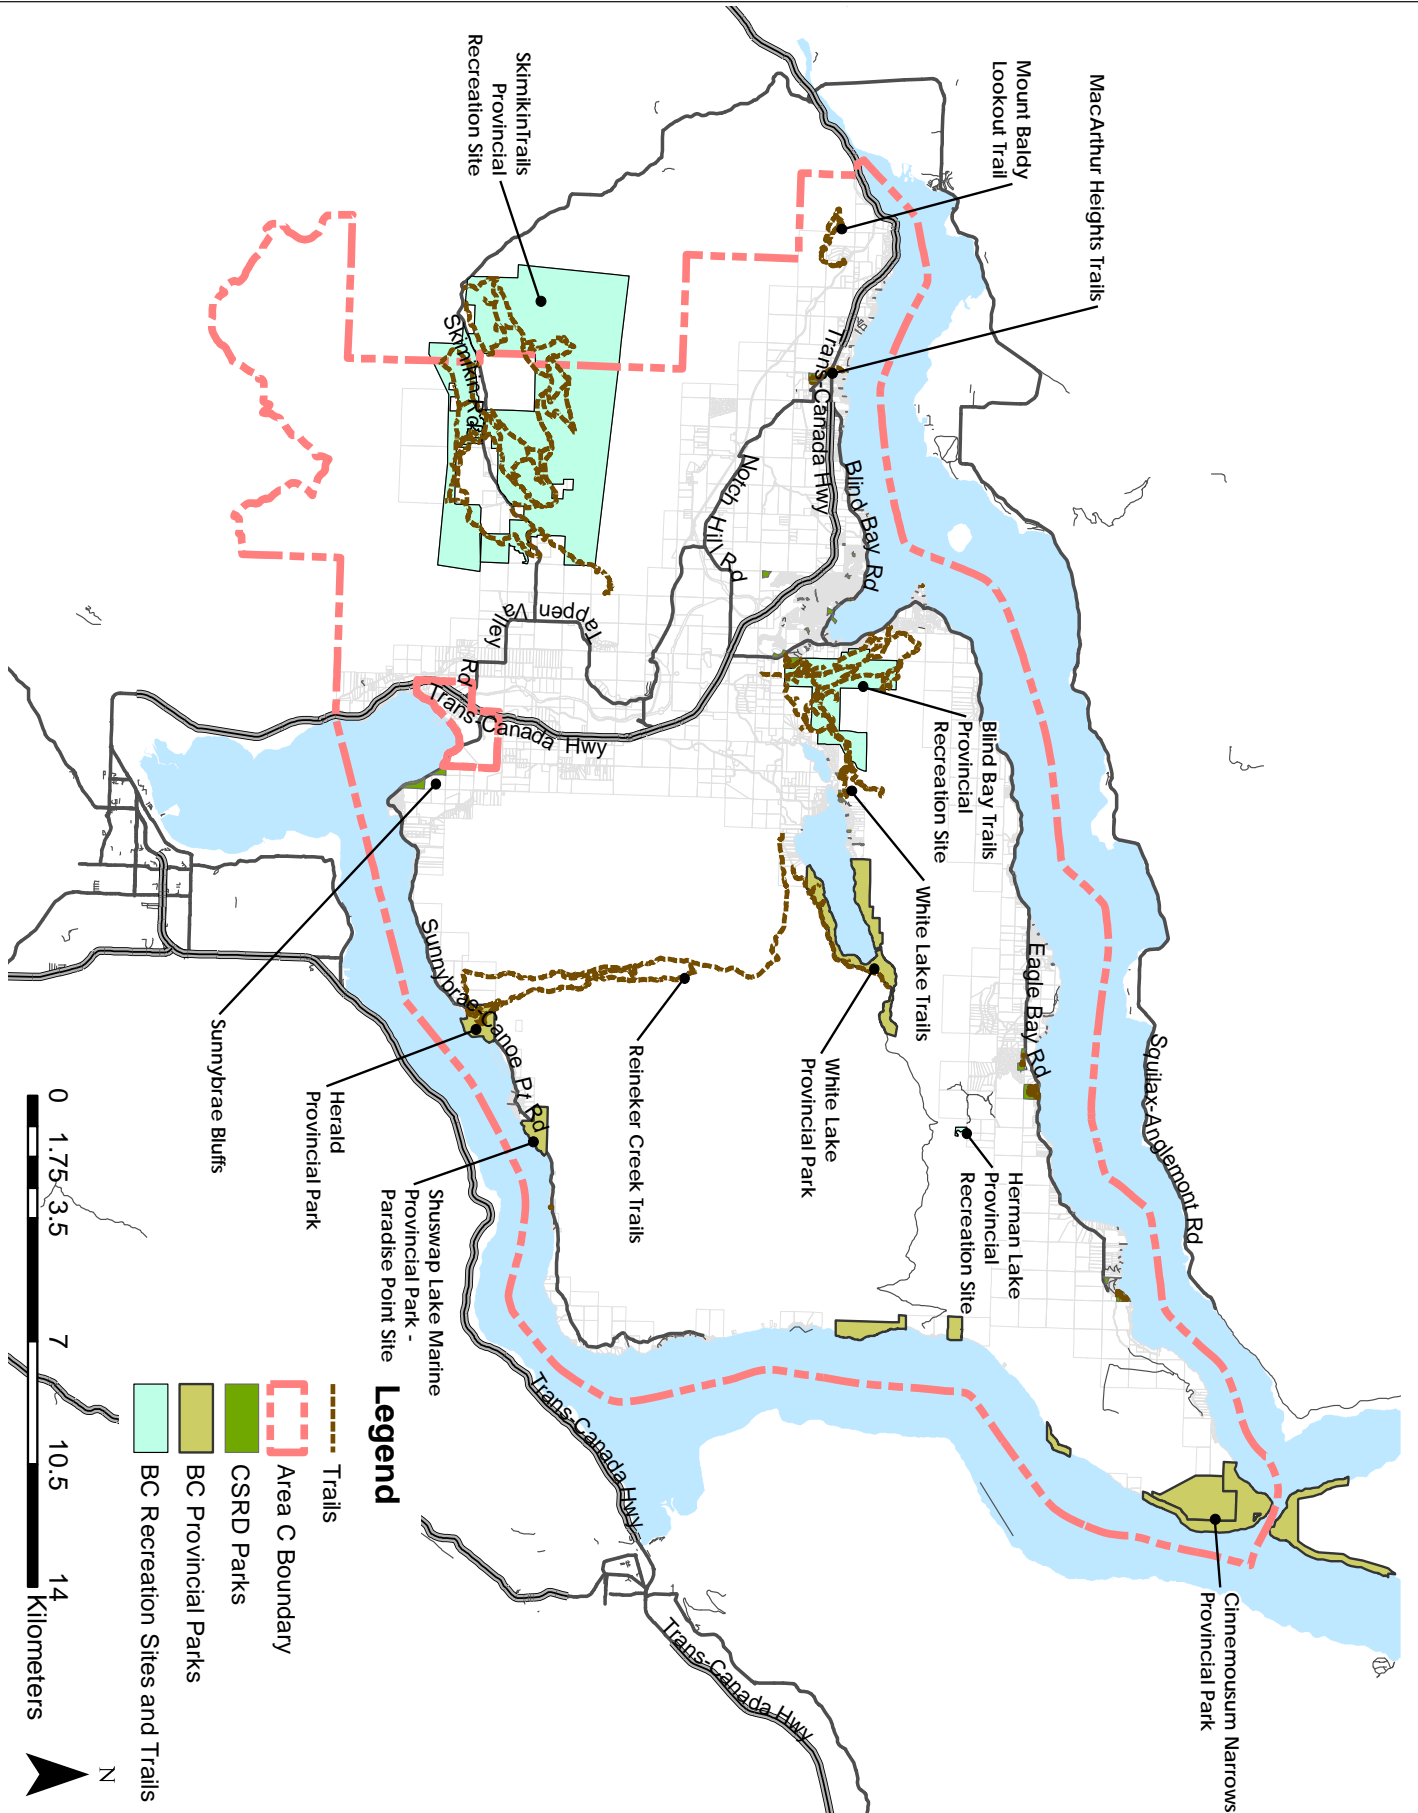 MacArthur Heights Trails
Mount Baldy
Lookout Trail
SkimikinTrails
Provincial
Recreation Site
Skimikin Rd
Trans-Canada Hwy
Blind Bay Rd
Notch Hill Rd
Tappen Va
lley
Rd
Trans-Canada Hwy
Blind Bay Trails
Provincial
Recreation Site
White Lake Trails
White Lake
Provincial Park
Eagle Bay Rd
Squilax-Anglemont Rd
Herman Lake
Provincial
Recreation Site
Reineker Creek Trails
Sunnybrae-Canoe Pt Rd
Sunnybrae Bluffs
Herald
Provincial Park
Shuswap Lake Marine
Provincial Park -
Paradise Point Site
Trans-Canada Hwy
Trans-Canada Hwy
Cinnemousum Narrows
Provincial Park
Legend
Trails
Area C Boundary
CSRD Parks
BC Provincial Parks
BC Recreation Sites and Trails
0 1.75 3.5 7 10.5 14
Kilometers
N